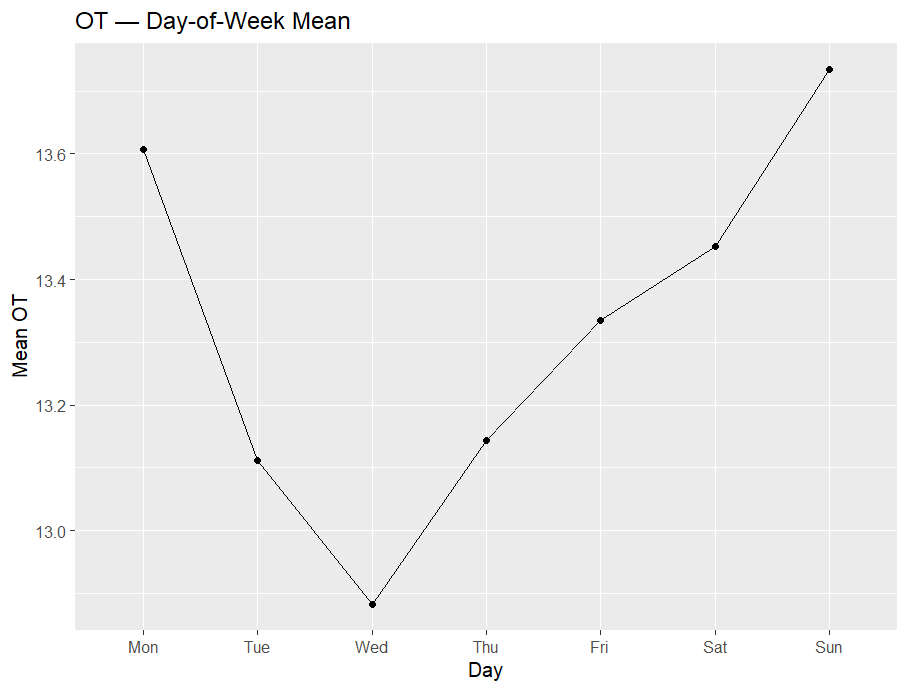 OT — Day-of-Week Mean
13.6
13.4
13.2
13.0
Mean OT
Mon Tue Wed Thu Fri Sat Sun
Day